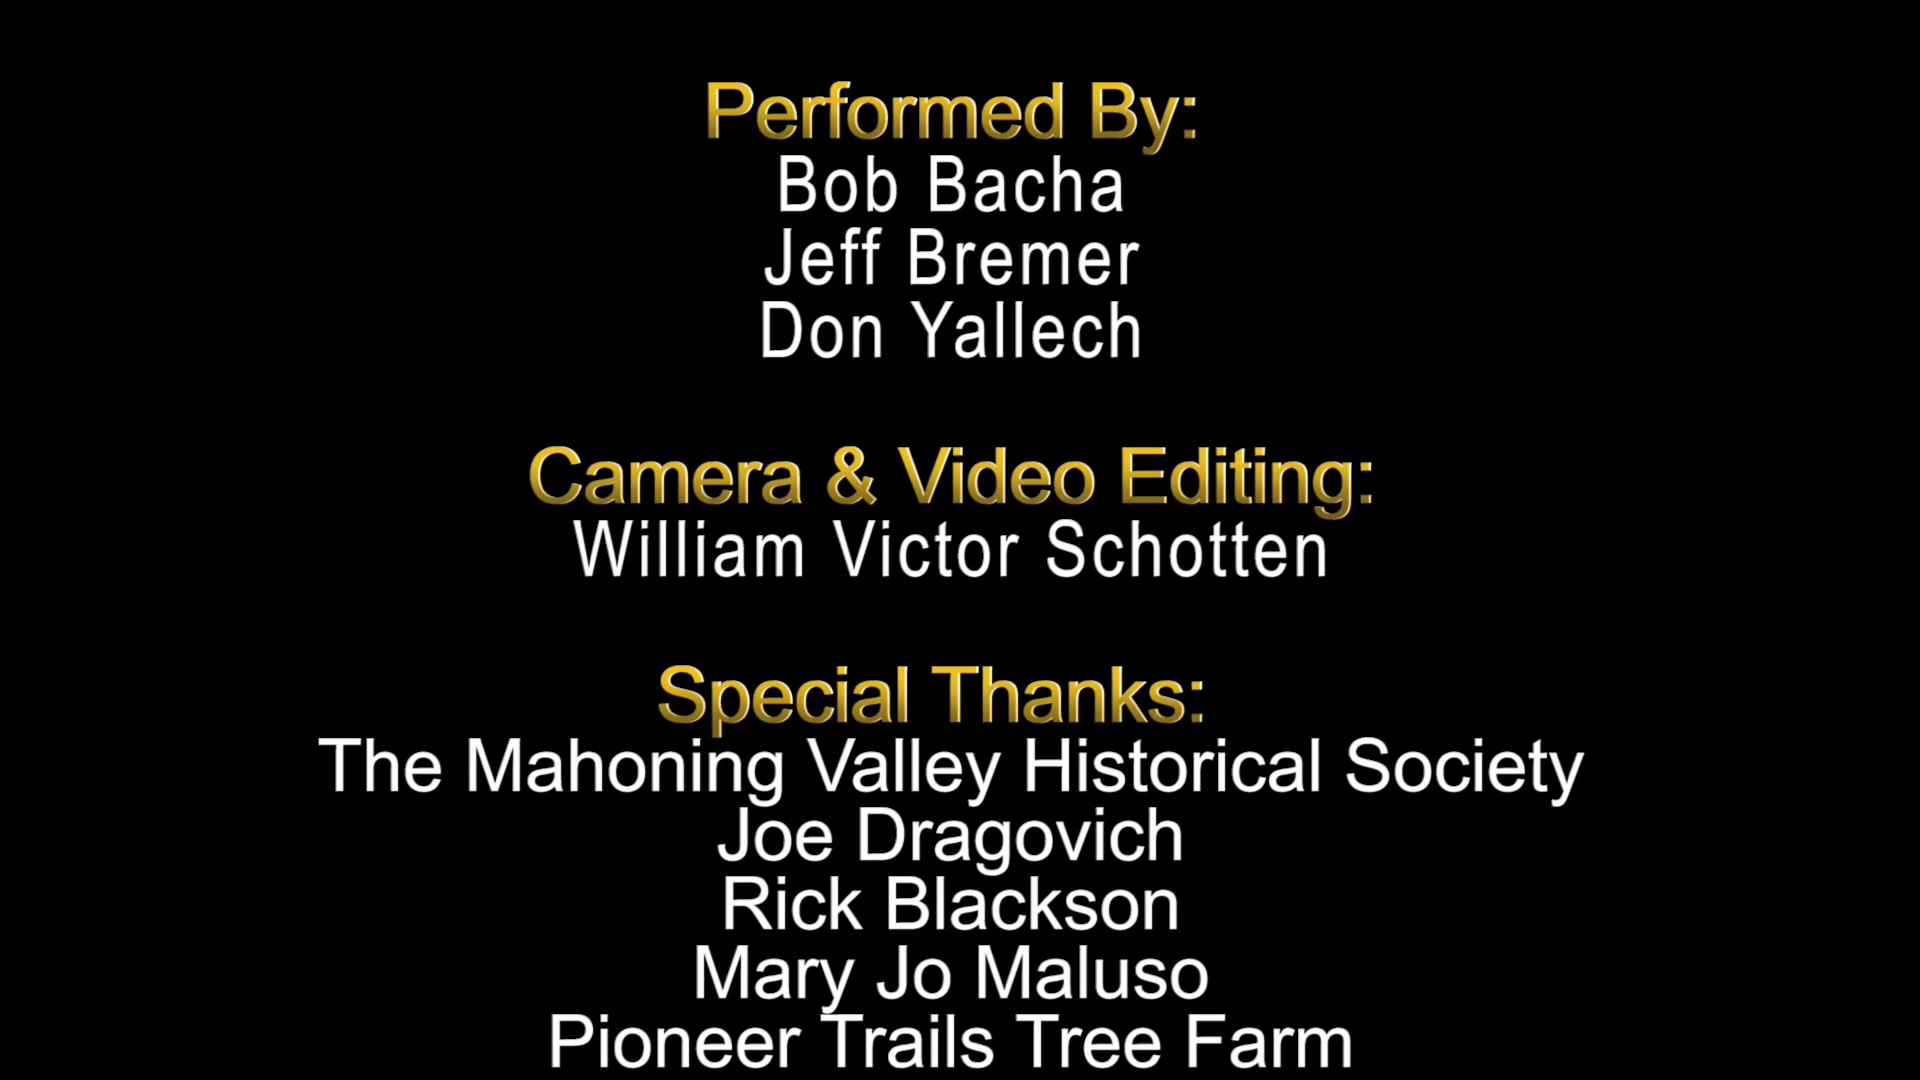 Performed By:
Bob Bacha
Jeff Bremer
Don Yallech
Camera & Video Editing:
William Victor Schotten
Special Thanks:
The Mahoning Valley Historical Society
Joe Dragovich
Rick Blackson
Mary Jo Maluso
Pioneer Trails Tree Farm